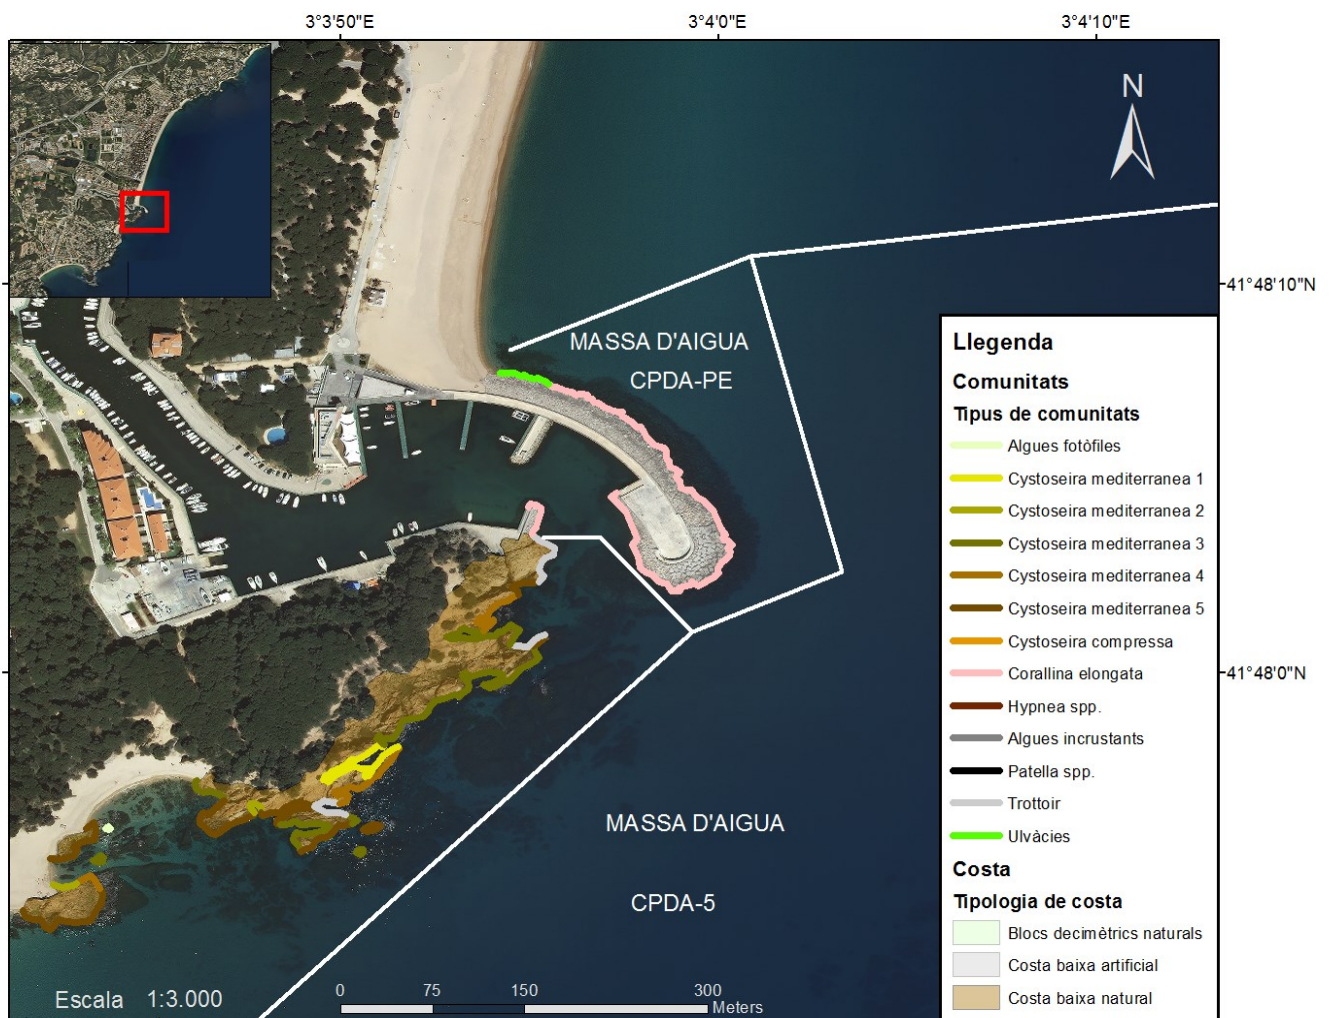 3°3'50"E
3°4'0"E
3°4'10"E
N
41°48'10"N
MASSA D'AIGUA
CPDA-PE
41°48'0"N
MASSA D'AIGUA
CPDA-5
Llegenda
Comunitats
Tipus de comunitats
Algues fotòfiles
Cystoseira mediterranea 1
Cystoseira mediterranea 2
Cystoseira mediterranea 3
Cystoseira mediterranea 4
Cystoseira mediterranea 5
Cystoseira compressa
Corallina elongata
Hypnea spp.
Algues incrustants
Patella spp.
Trottoir
Ulvàcies
Costa
Tipologia de costa
Blocs decimètrics naturals
Costa baixa artificial
Costa baixa natural
Escala 1:3.000
0 75 150 300
Meters